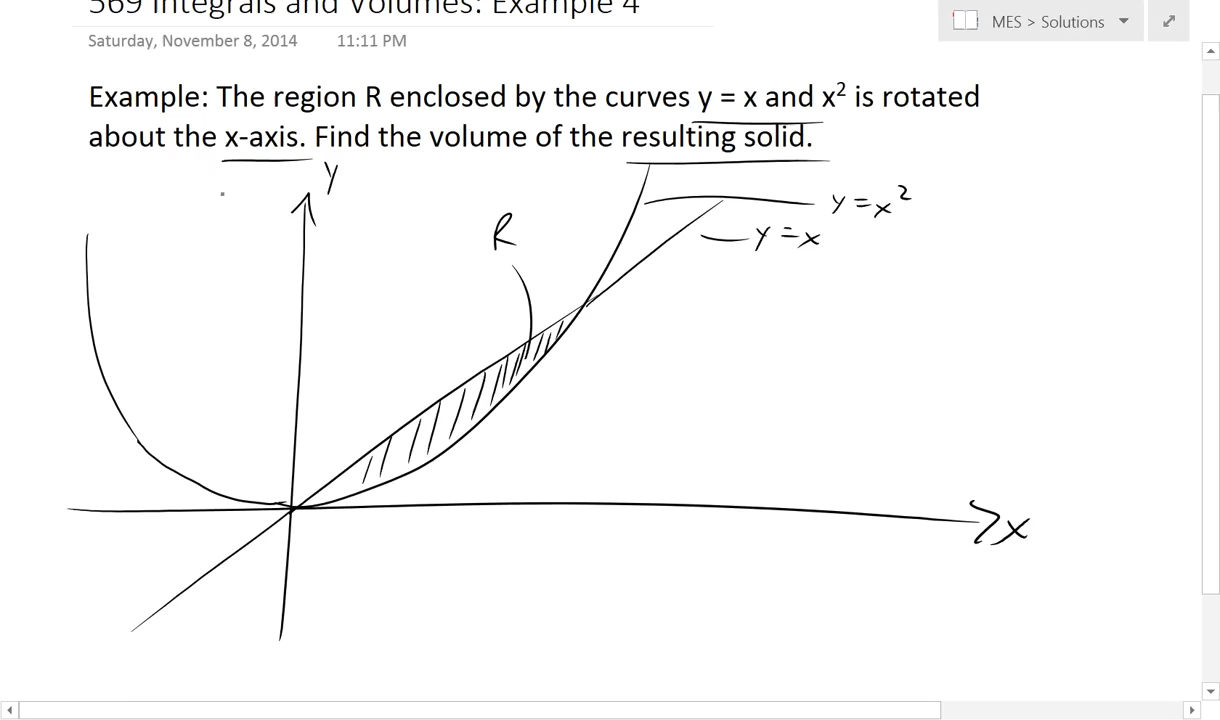 569 Integrals and Volumes: Example 4
MES > Solutions
Saturday, November 8, 2014 11:11 PM
Example: The region R enclosed by the curves y = x and x² is rotated
about the x-axis. Find the volume of the resulting solid.
y
y = x²
R
y = x
x